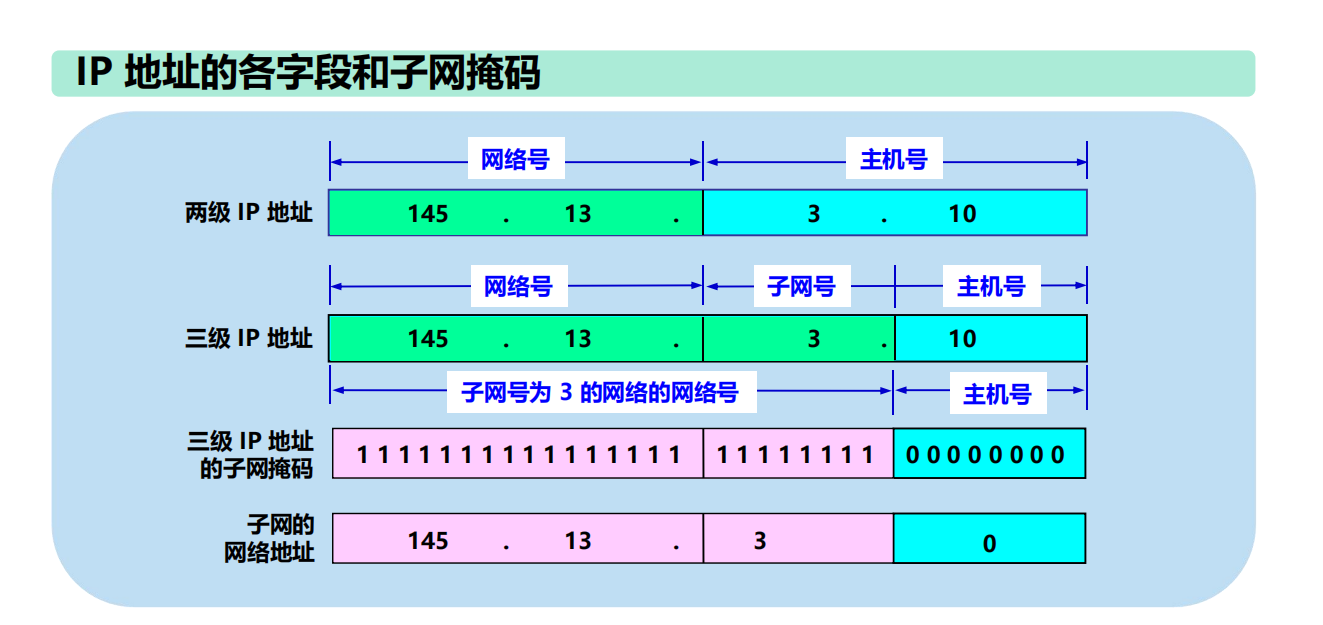 IP 地址的各字段和子网掩码
网络号 主机号
两级 IP 地址 145 . 13 . 3 . 10
网络号 子网号 主机号
三级 IP 地址 145 . 13 . 3 . 10
子网号为 3 的网络的网络号 主机号
三级 IP 地址
的子网掩码
1 1 1 1 1 1 1 1 1 1 1 1 1 1 1 1 1 1 1 1 1 1 1 1 0 0 0 0 0 0 0 0
子网的
网络地址
145 . 13 . 3 0